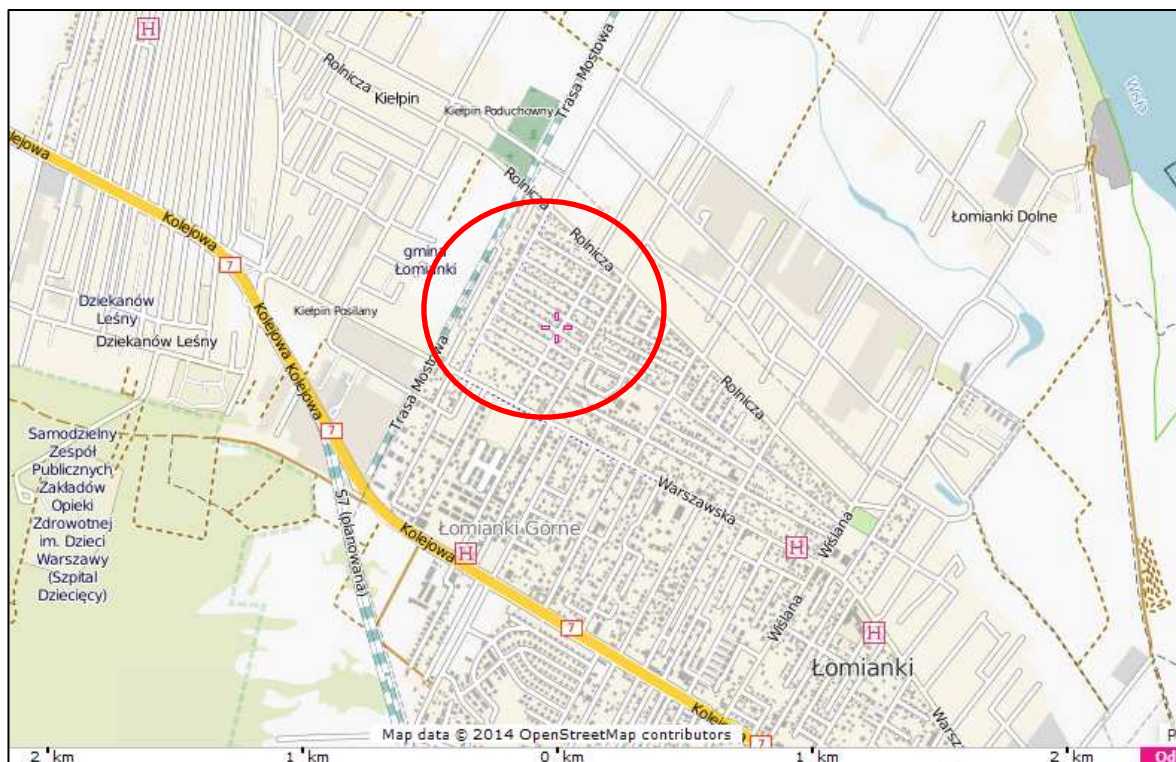 H
Rolnicza
Kiełpin
Trasa Mostowa
Kiełpin Poduchowny
Kolejowa
Rolnicza
Rolnicza
Łomianki Dolne
gmina
Łomianki
7
Kolejowa
Dziekanów
Leśny
Dziekanów Leśny
Kiełpin Posilany
Kolejowa
Kolejowa
Trasa Mostowa
Rolnicza
7
Samodzielny
Zespół
Publicznych
Zakładów
Opieki
Zdrowotnej
im. Dzieci
Warszawy
(Szpital
Dziecięcy)
S7 (planowana)
Warszawska
Wiślana
Łomianki Górne
Kolejowa
H
H
7
Wiślana
H
Łomianki
Kolejowa
7
Map data © 2014 OpenStreetMap contributors
2 km
1 km
0 km
1 km
2 km